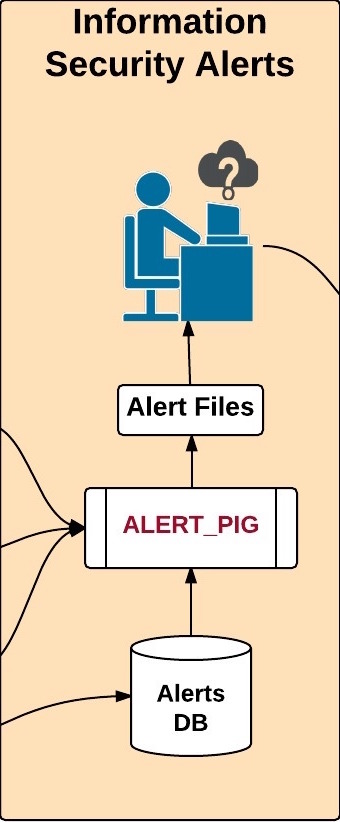 Information
Security Alerts
?
Alert Files
ALERT_PIG
Alerts
DB